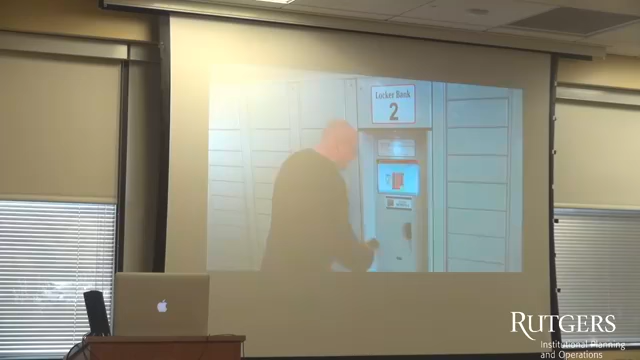 Locker Bank
2
RUTGERS
Institutional Planning
and Operations